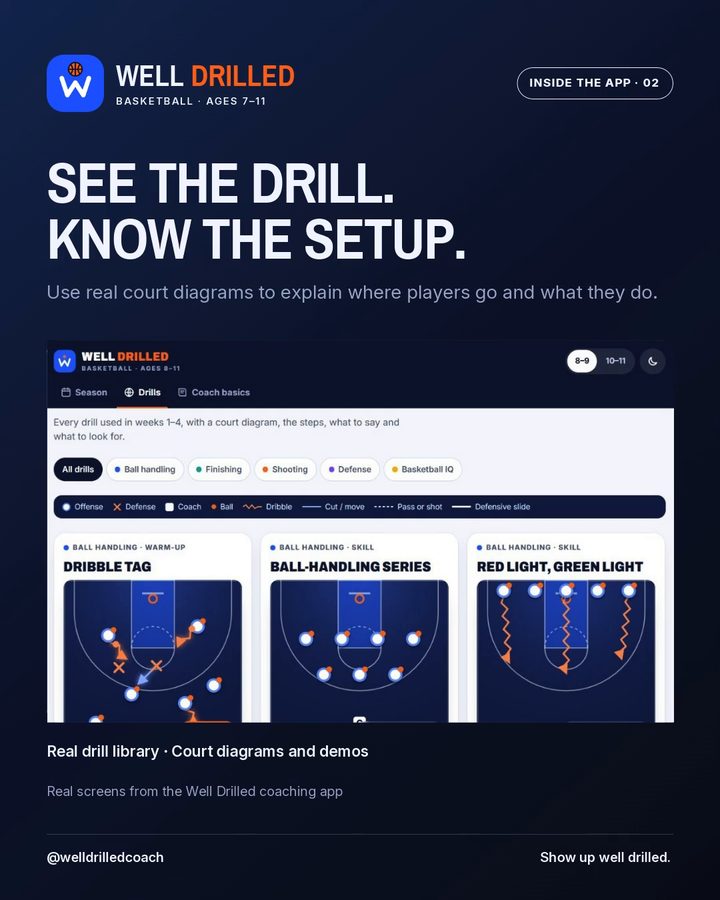 WELL DRILLED
BASKETBALL · AGES 7–11
INSIDE THE APP · 02
SEE THE DRILL.
KNOW THE SETUP.
Use real court diagrams to explain where players go and what they do.
WELL DRILLED
BASKETBALL · AGES 8–11
8–9 10–11
Season Drills Coach basics
Every drill used in weeks 1–4, with a court diagram, the steps, what to say and
what to look for.
All drills Ball handling Finishing Shooting Defense Basketball IQ
Offense Defense Coach Ball Dribble Cut / move Pass or shot Defensive slide
BALL HANDLING · WARM-UP
DRIBBLE TAG
BALL HANDLING · SKILL
BALL-HANDLING SERIES
BALL HANDLING · SKILL
RED LIGHT, GREEN LIGHT
Real drill library · Court diagrams and demos
Real screens from the Well Drilled coaching app
@welldrilledcoach
Show up well drilled.